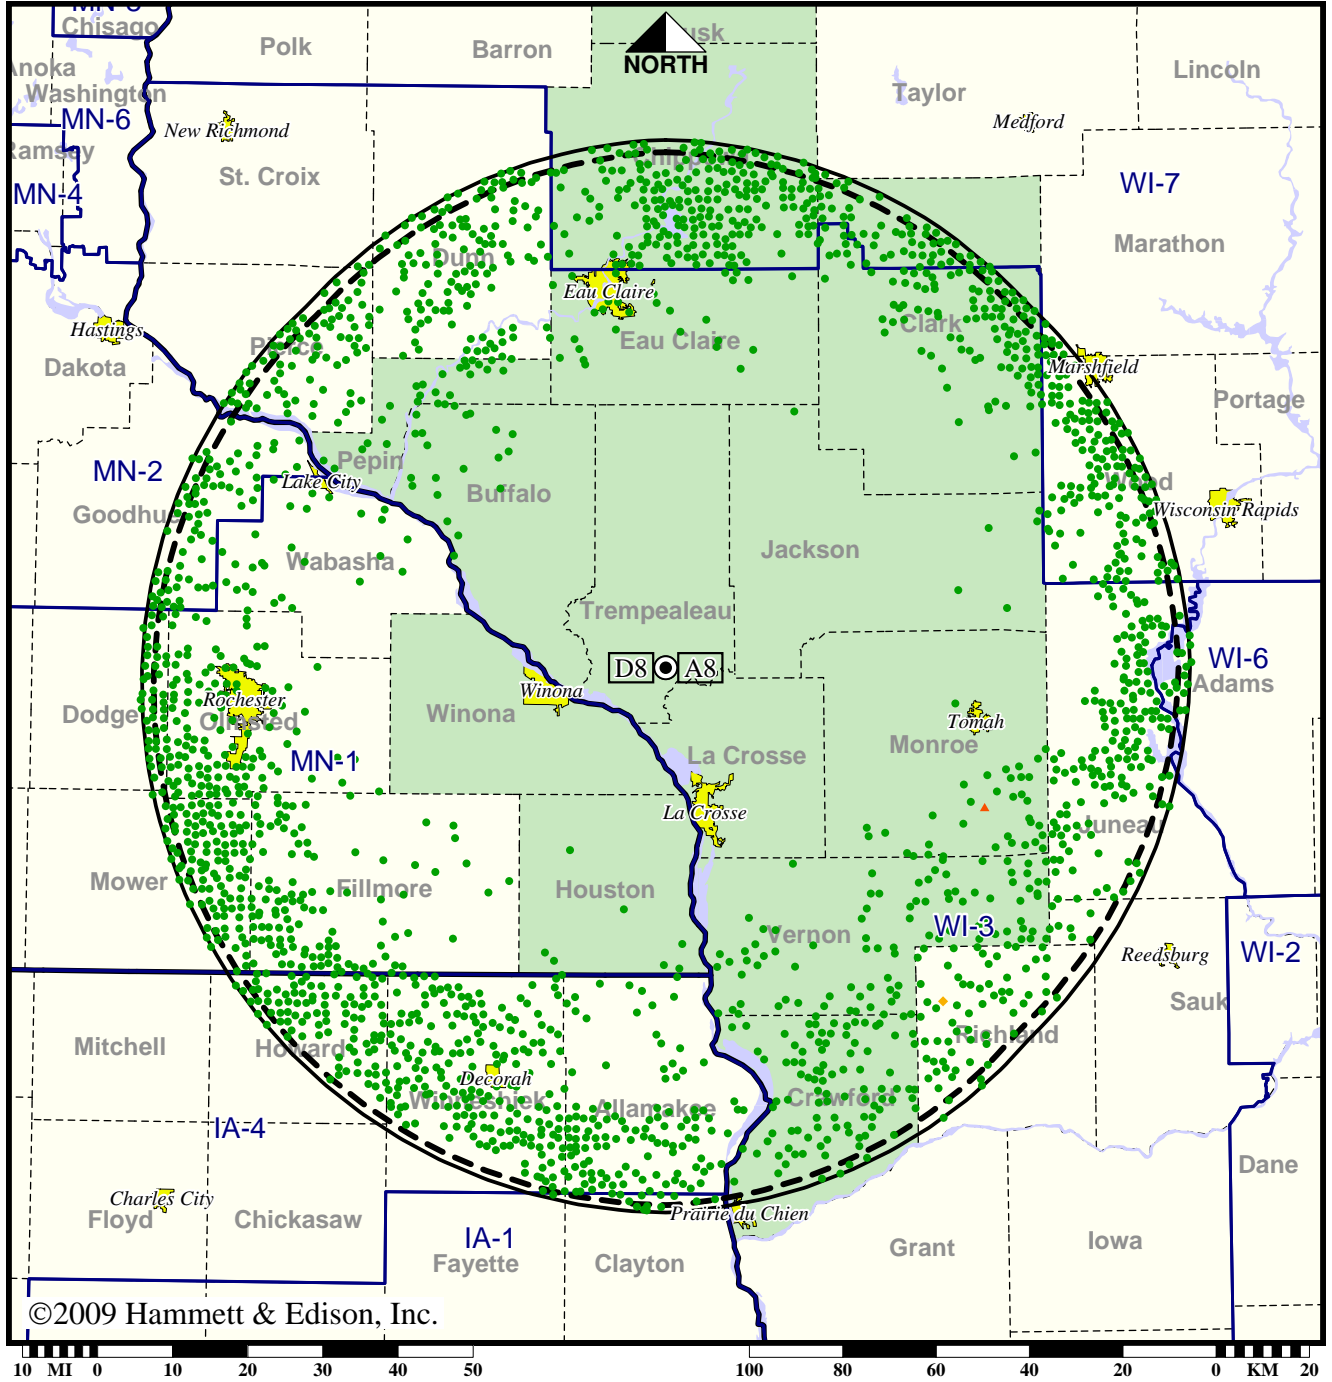 MN-8
Chisago
Polk
Barron
usk
NORTH
Lincoln
Anoka
Washington
Taylor
MN-6
New Richmond
Medford
Ramsey
St. Croix
MN-4
WI-7
Marathon
Dunn
Eau Claire
Hastings
Pierce
Eau Claire
Clark
Dakota
Marshfield
Portage
MN-2
Pepin
Lake City
Buffalo
Wood
Goodhue
Wisconsin Rapids
Wabasha
Jackson
Trempealeau
D8
A8
WI-6
Adams
Rochester
Winona
Dodge
Olmsted
Winona
Tomah
Monroe
MN-1
La Crosse
La Crosse
Juneau
Mower
Fillmore
Houston
Vernon
WI-3
Reedsburg
WI-2
Sauk
Mitchell
Howard
Richland
Decorah
Winneshiek
Allamakee
Crawford
IA-4
Dane
Charles City
Floyd
Chickasaw
Prairie du Chien
IA-1
Fayette
Clayton
Grant
Iowa
©2009 Hammett & Edison, Inc.
10 MI 0 10 20 30 40 50
100 80 60 40 20 0 KM 20